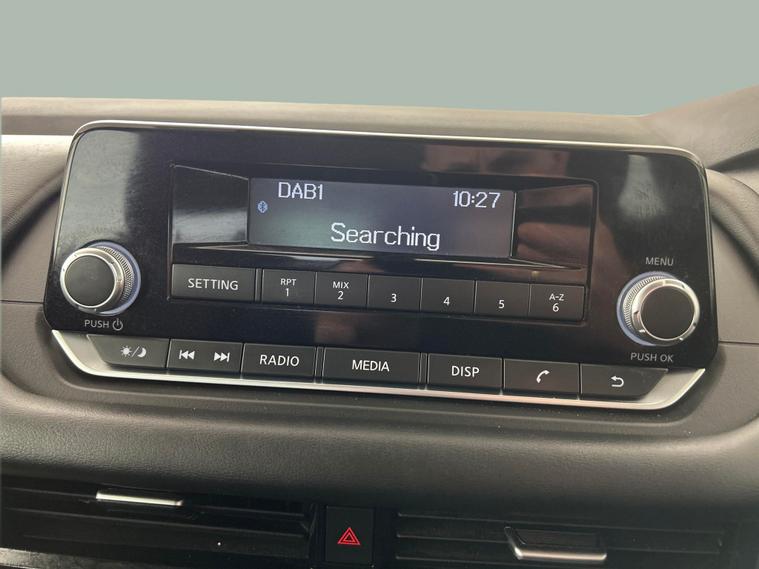 DAB1 10:27
Searching
MENU
SETTING RPT 1 MIX 2 3 4 5 A-Z 6
PUSH PUSH OK
RADIO MEDIA DISP